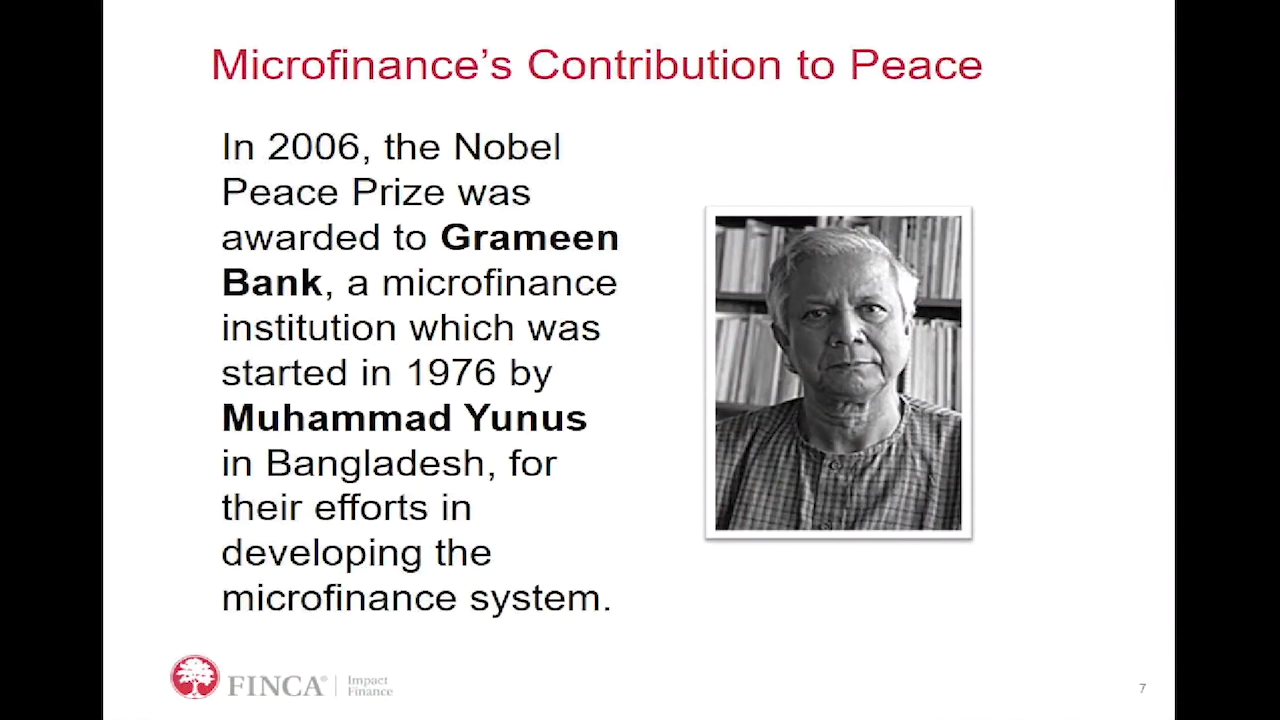 Microfinance’s Contribution to Peace
In 2006, the Nobel
Peace Prize was
awarded to Grameen
Bank, a microfinance
institution which was
started in 1976 by
Muhammad Yunus
in Bangladesh, for
their efforts in
developing the
microfinance system.
FINCA® | Impact
Finance
7